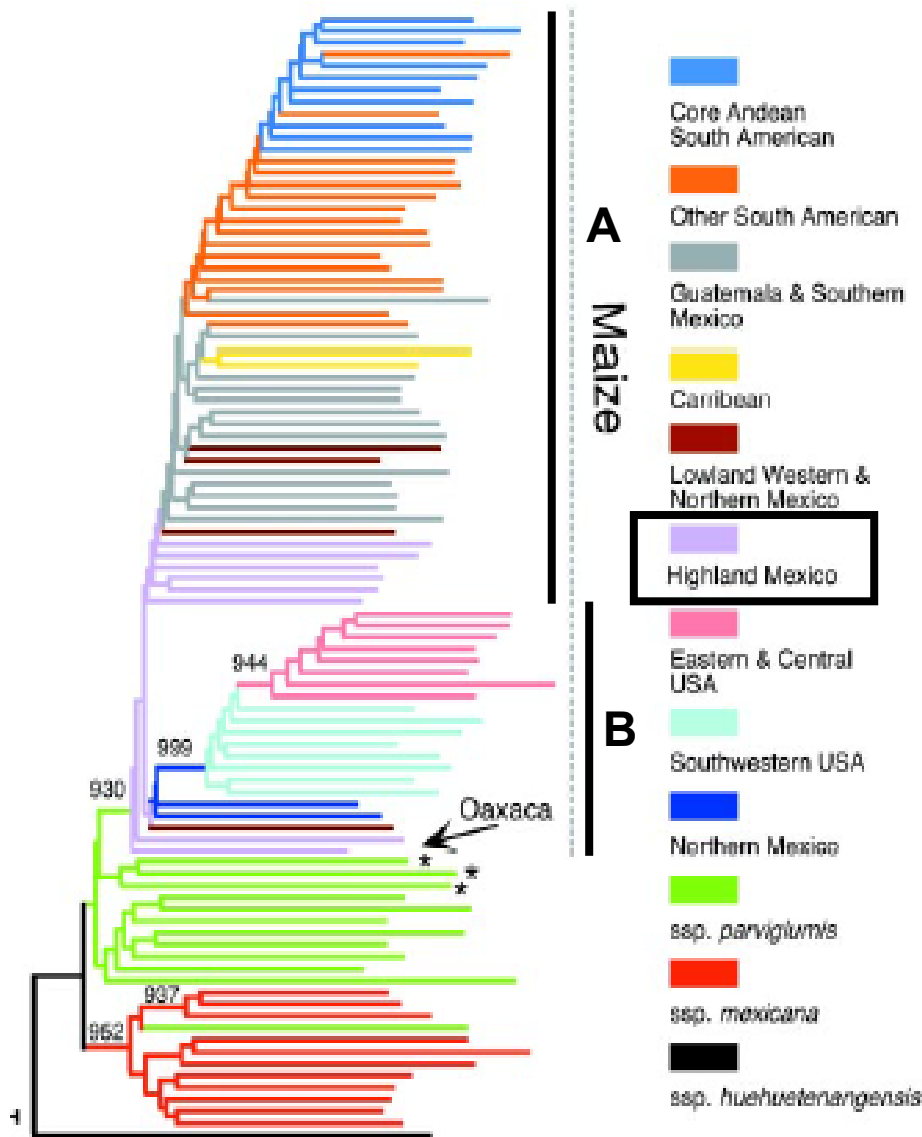 A
Maize
B
944
999
930
Oaxaca
*
*
*
937
952
Core Andean
South American
Other South American
Guatemala & Southern
Mexico
Carribean
Lowland Western &
Northern Mexico
Highland Mexico
Eastern & Central
USA
Southwestern USA
Northern Mexico
ssp. parviglumis
ssp. mexicana
ssp. huehuetenangensis